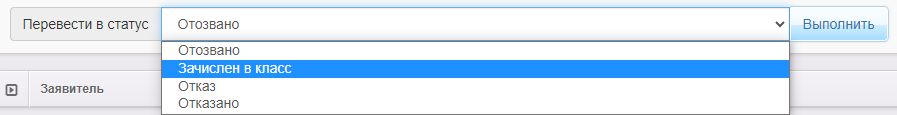 Перевести в статус Отозвано Выполнить
Отозвано
Зачислен в класс
Заявитель Отказ
Отказано